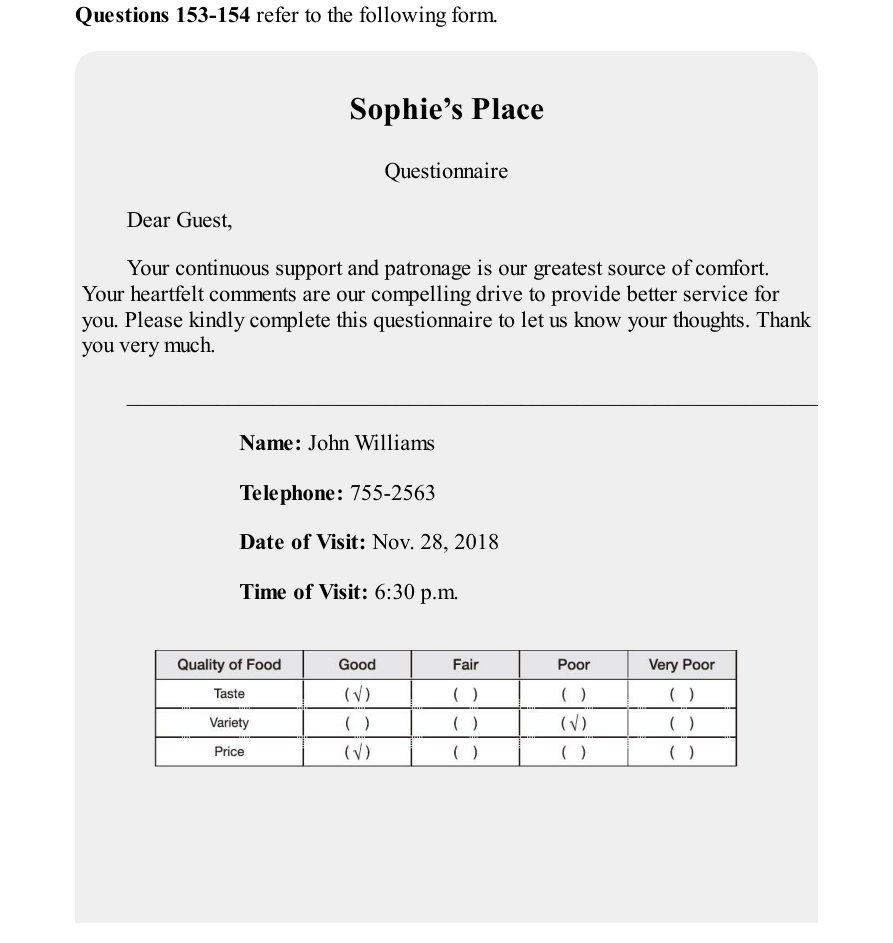 Questions 153-154 refer to the following form.
Sophie’s Place
Questionnaire
Dear Guest,
Your continuous support and patronage is our greatest source of comfort.
Your heartfelt comments are our compelling drive to provide better service for
you. Please kindly complete this questionnaire to let us know your thoughts. Thank
you very much.
Name: John Williams
Telephone: 755-2563
Date of Visit: Nov. 28, 2018
Time of Visit: 6:30 p.m.
Quality of Food Good Fair Poor Very Poor
Taste (√) ( ) ( ) ( )
Variety ( ) ( ) (√) ( )
Price (√) ( ) ( ) ( )